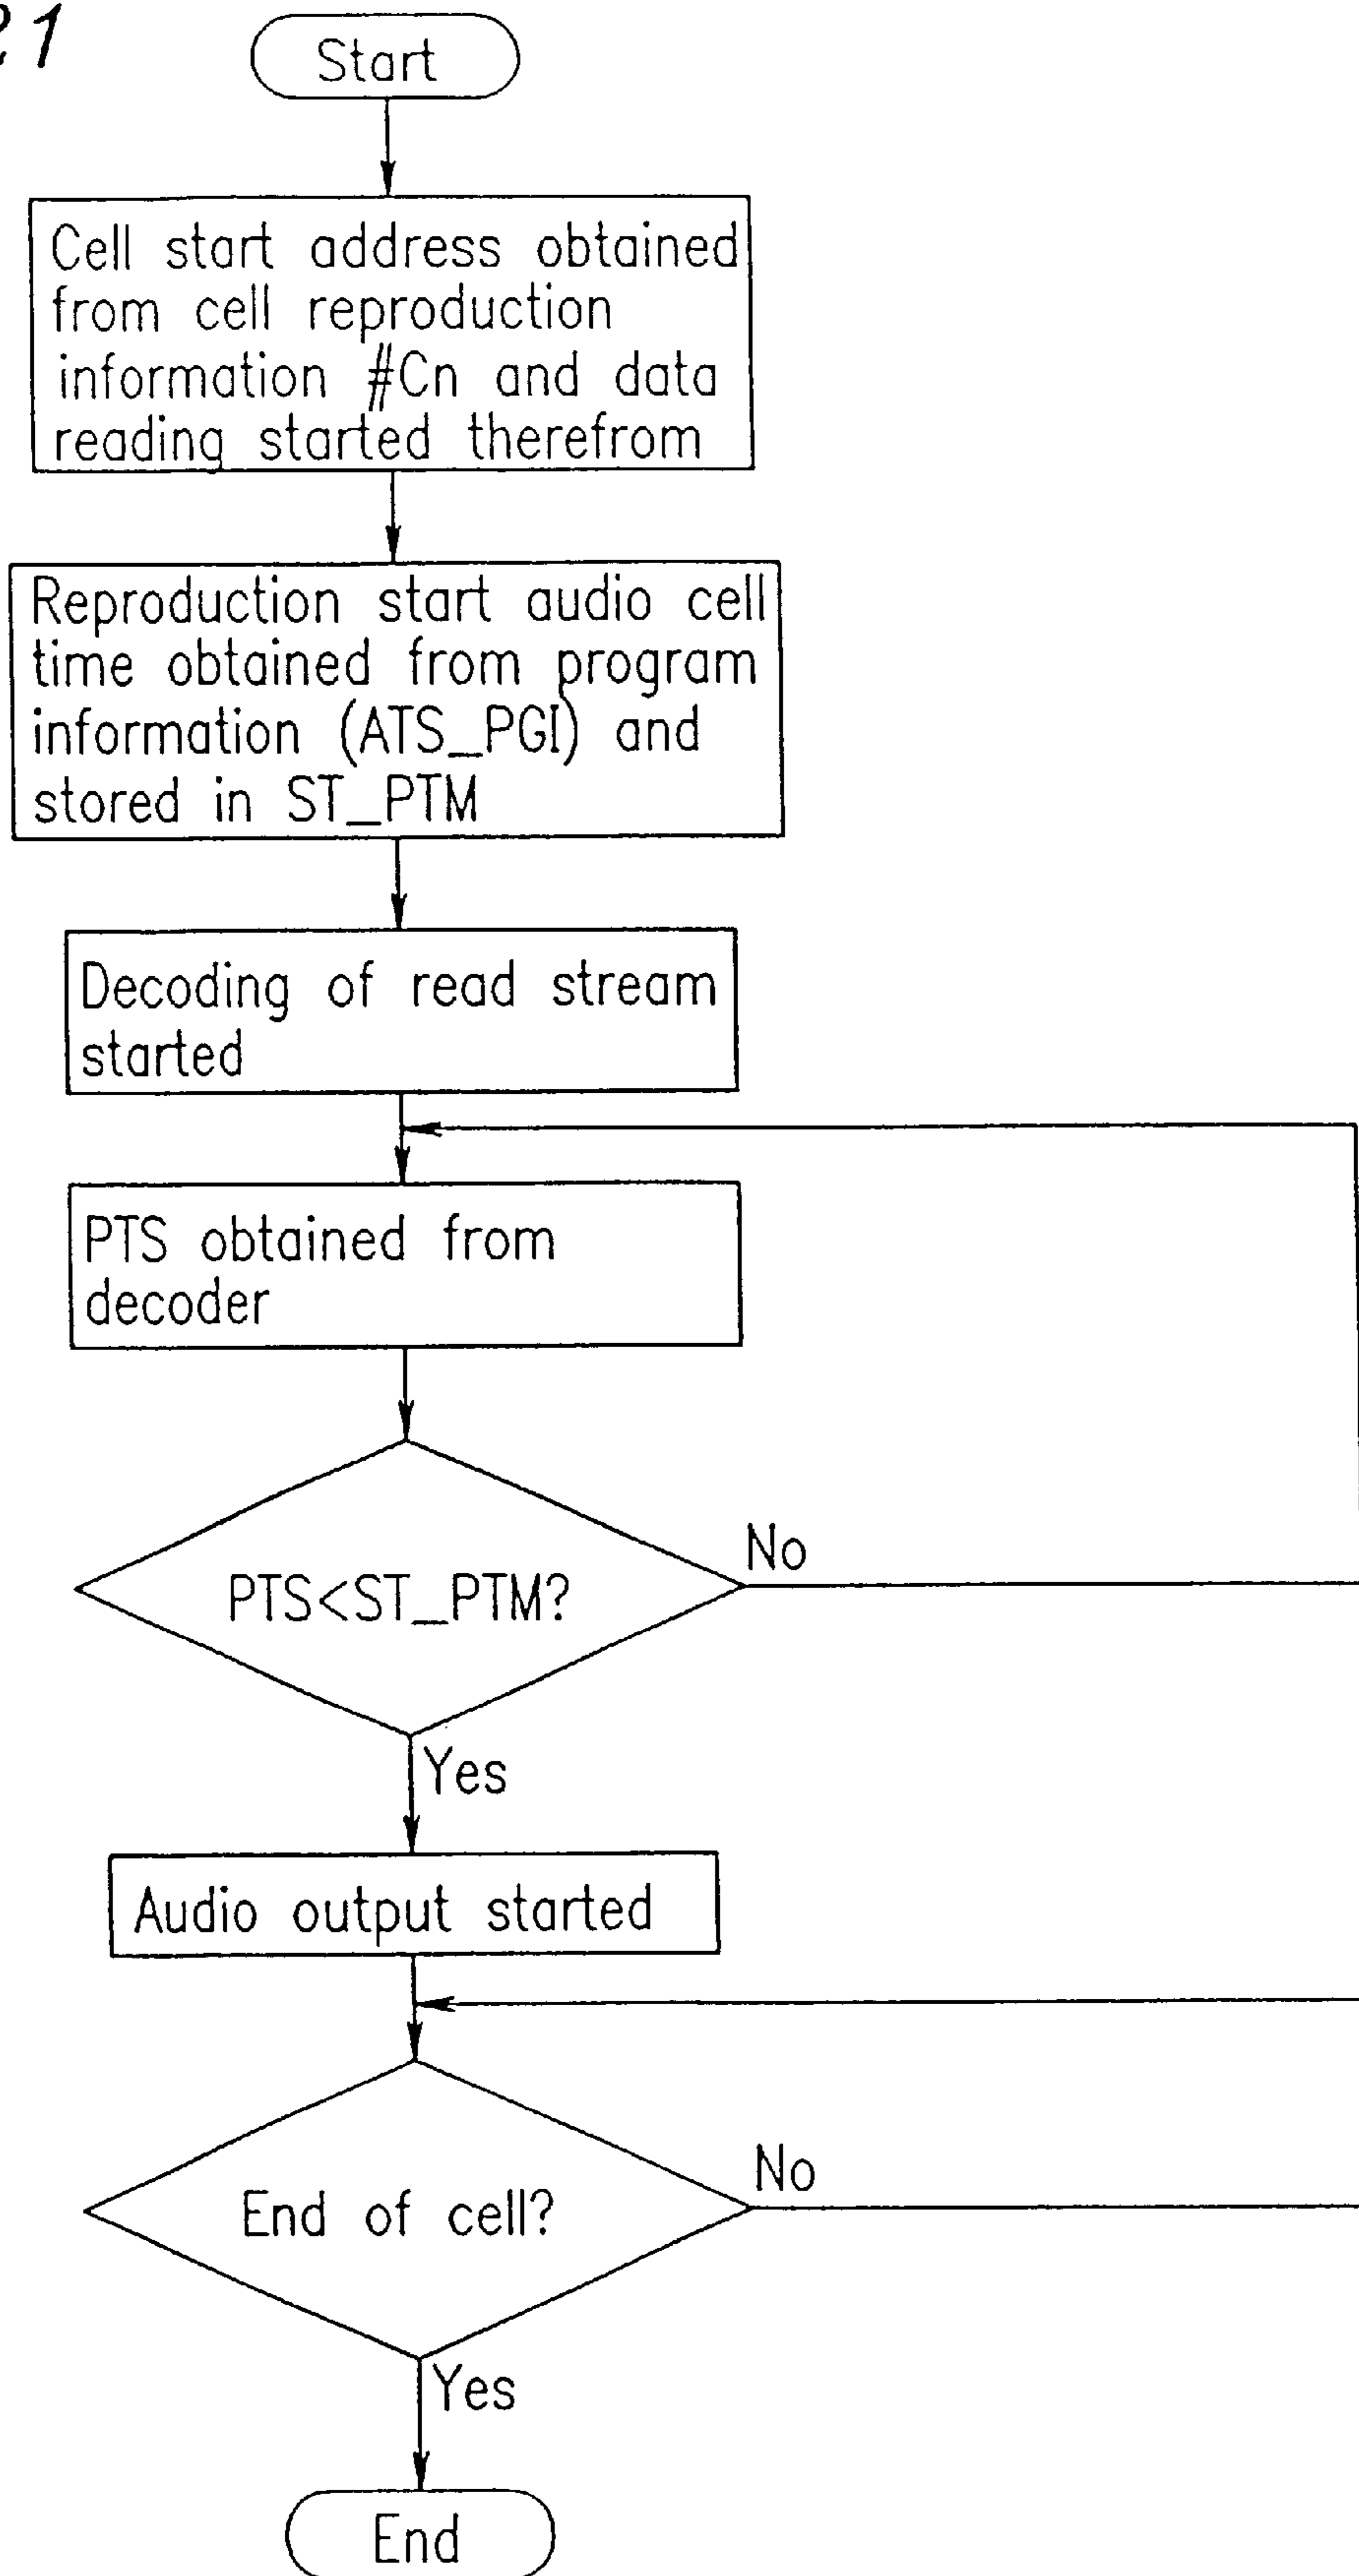 21
Start
Cell start address obtained
from cell reproduction
information #Cn and data
reading started therefrom
Reproduction start audio cell
time obtained from program
information (ATS_PGI) and
stored in ST_PTM
Decoding of read stream
started
PTS obtained from
decoder
PTS<ST_PTM?
No
Yes
Audio output started
End of cell?
No
Yes
End